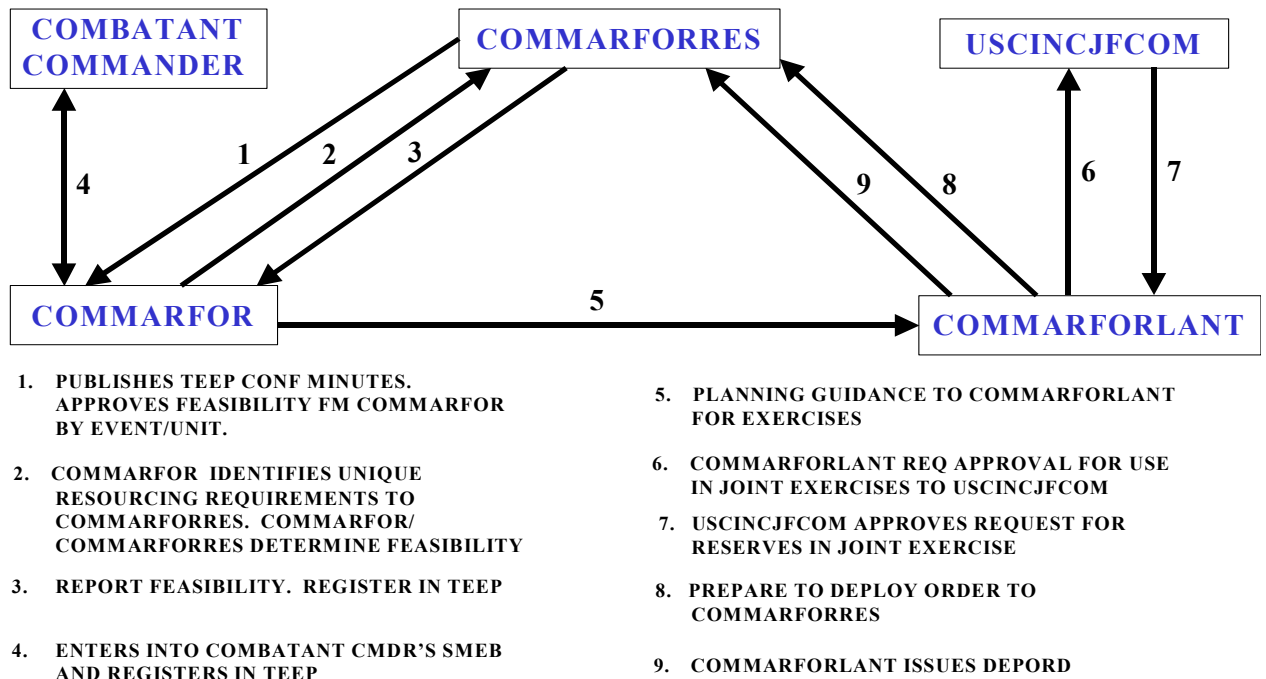 COMBATANT
COMMANDER
COMMARFORRES
USCINCJFCOM
1
2
3
4
9
8
6
7
5
COMMARFOR
COMMARFORLANT
1. PUBLISHES TEEP CONF MINUTES.
APPROVES FEASIBILITY FM COMMARFOR
BY EVENT/UNIT.
2. COMMARFOR IDENTIFIES UNIQUE
RESOURCING REQUIREMENTS TO
COMMARFORRES. COMMARFOR/
COMMARFORRES DETERMINE FEASIBILITY
3. REPORT FEASIBILITY. REGISTER IN TEEP
4. ENTERS INTO COMBATANT CMDR'S SMEB
AND REGISTERS IN TEEP
5. PLANNING GUIDANCE TO COMMARFORLANT
FOR EXERCISES
6. COMMARFORLANT REQ APPROVAL FOR USE
IN JOINT EXERCISES TO USCINCJFCOM
7. USCINCJFCOM APPROVES REQUEST FOR
RESERVES IN JOINT EXERCISE
8. PREPARE TO DEPLOY ORDER TO
COMMARFORRES
9. COMMARFORLANT ISSUES DEPORD